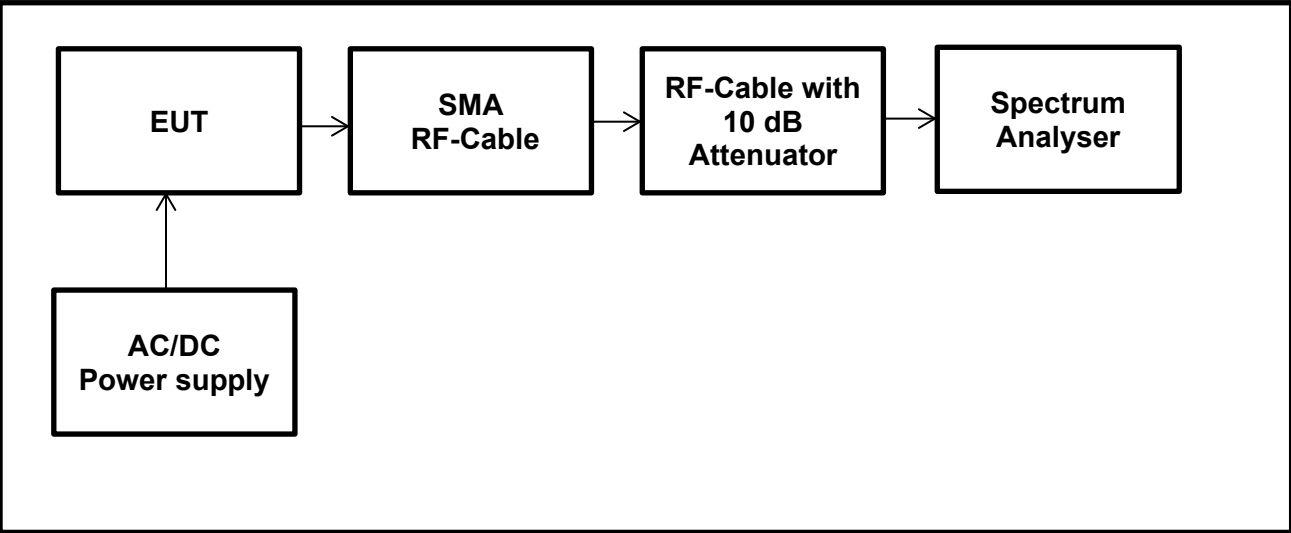 EUT
SMA
RF-Cable
RF-Cable with
10 dB
Attenuator
Spectrum
Analyser
AC/DC
Power supply